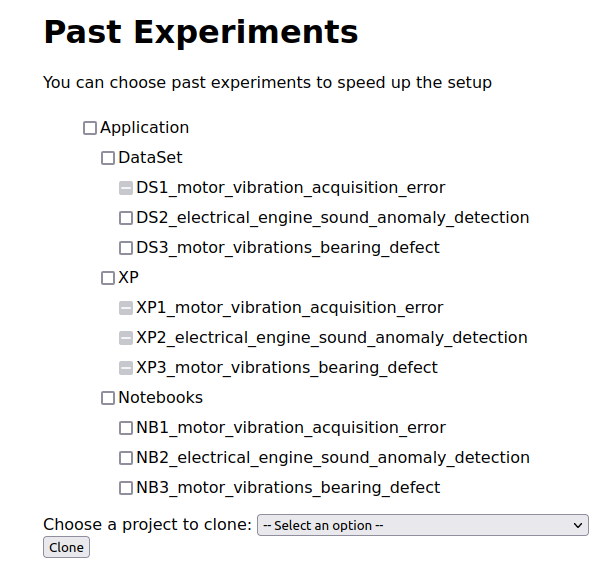 Past Experiments
You can choose past experiments to speed up the setup
Application
DataSet
DS1_motor_vibration_acquisition_error
DS2_electrical_engine_sound_anomaly_detection
DS3_motor_vibrations_bearing_defect
XP
XP1_motor_vibration_acquisition_error
XP2_electrical_engine_sound_anomaly_detection
XP3_motor_vibrations_bearing_defect
Notebooks
NB1_motor_vibration_acquisition_error
NB2_electrical_engine_sound_anomaly_detection
NB3_motor_vibrations_bearing_defect
Choose a project to clone: -- Select an option --
Clone